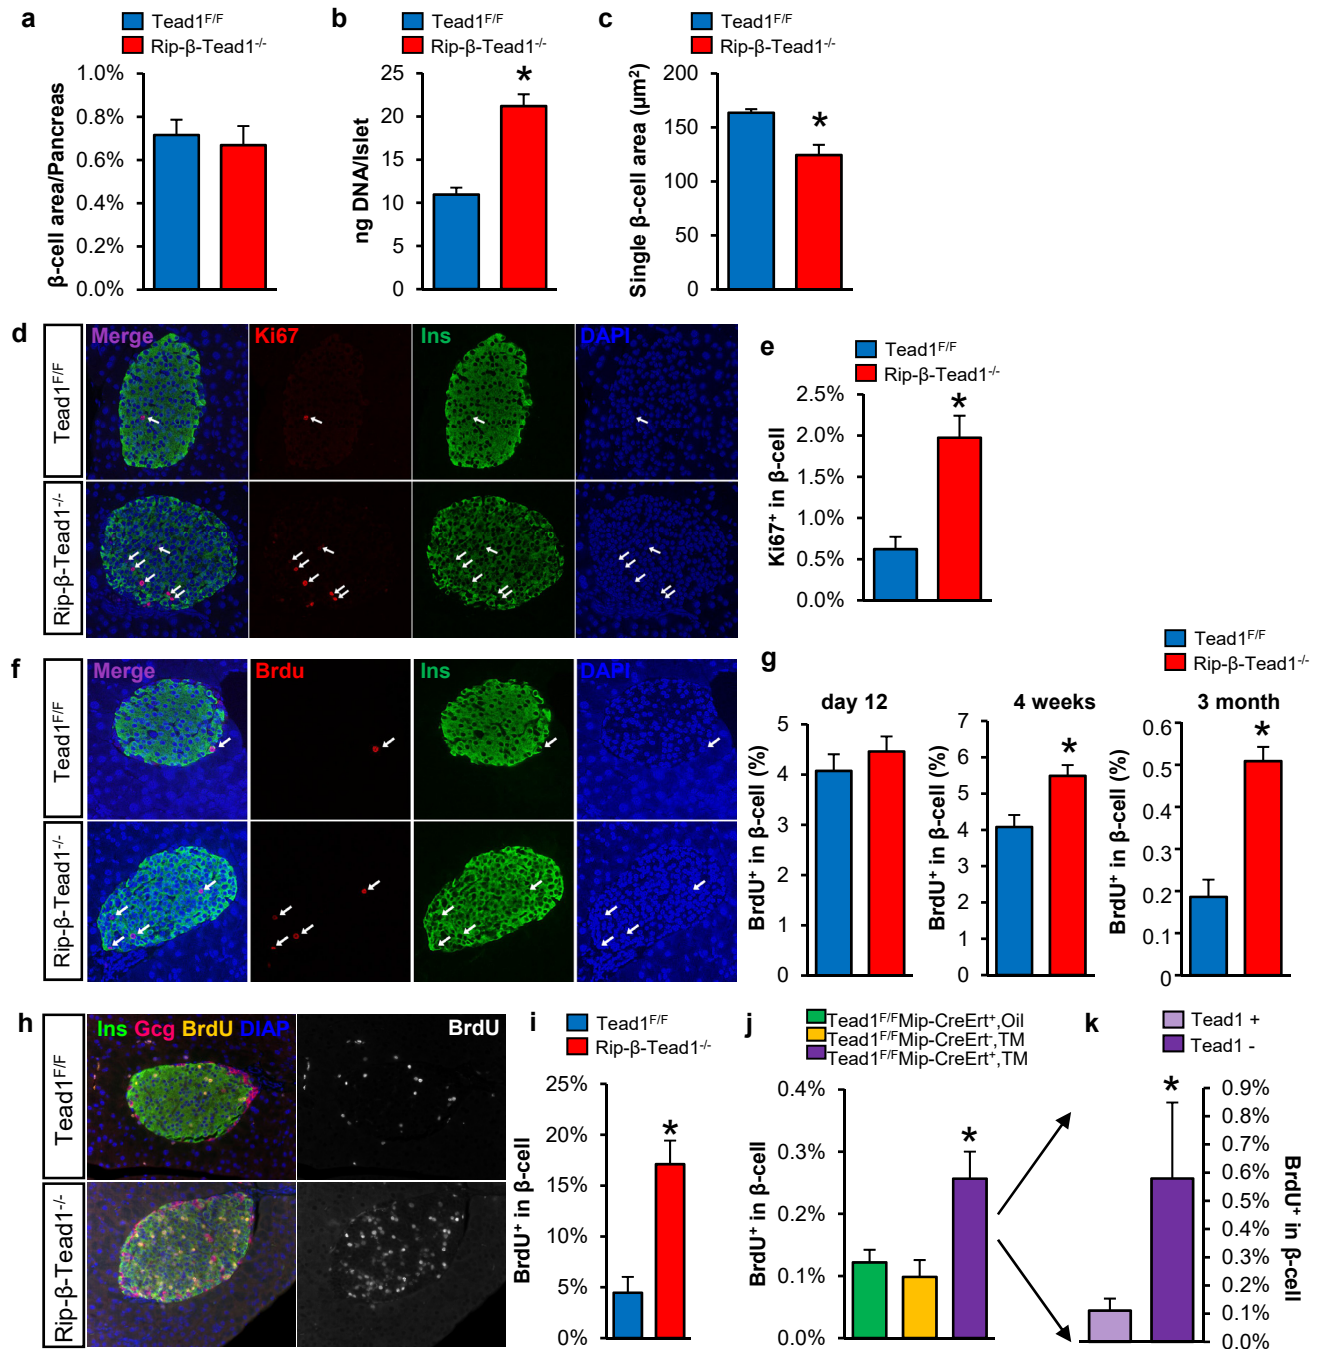 a
Tead1F/F
Rip-β-Tead1-/-
β-cell area/Pancreas
1.0%
0.8%
0.6%
0.4%
0.2%
0.0%
b
Tead1F/F
Rip-β-Tead1-/-
ng DNA/Islet
25
20
15
10
5
0
*
c
Tead1F/F
Rip-β-Tead1-/-
Single β-cell area (μm²)
200
150
100
50
0
*
d
Merge Ki67 Ins DAPI
Tead1F/F
Rip-β-Tead1-/-
e
Tead1F/F
Rip-β-Tead1-/-
Ki67⁺ in β-cell
2.5%
2.0%
1.5%
1.0%
0.5%
0.0%
*
f
Merge Brdu Ins DAPI
Tead1F/F
Rip-β-Tead1-/-
g
Tead1F/F
Rip-β-Tead1-/-
day 12
BrdU⁺ in β-cell (%)
5
4
4
3
2
1
0
4 weeks
BrdU⁺ in β-cell (%)
7
6
5
4
3
2
1
0
*
3 month
BrdU⁺ in β-cell (%)
0.6
0.5
0.4
0.3
0.2
0.1
0
*
h
Ins Gcg BrdU DIAP
BrdU
Tead1F/F
Rip-β-Tead1-/-
i
Tead1F/F
Rip-β-Tead1-/-
BrdU⁺ in β-cell
25%
20%
15%
10%
5%
0%
*
j
Tead1F/FMip-CreErt⁺,Oil
Tead1F/FMip-CreErt⁻,TM
Tead1F/FMip-CreErt⁺,TM
BrdU⁺ in β-cell
0.4%
0.3%
0.2%
0.1%
0.0%
*
k
Tead1 +
Tead1 -
*
0.9%
0.8%
0.7%
0.6%
0.5%
0.4%
0.3%
0.2%
0.1%
0.0%
BrdU⁺ in β-cell